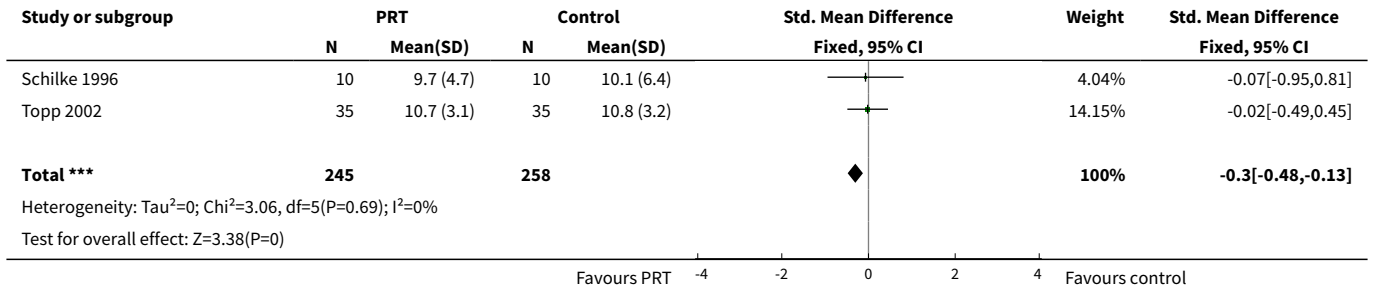 Study or subgroup PRT Control Std. Mean Difference Weight Std. Mean Difference
N Mean(SD) N Mean(SD) Fixed, 95% CI Fixed, 95% CI
Schilke 1996 10 9.7 (4.7) 10 10.1 (6.4) 4.04% -0.07[-0.95,0.81]
Topp 2002 35 10.7 (3.1) 35 10.8 (3.2) 14.15% -0.02[-0.49,0.45]
Total *** 245 258 100% -0.3[-0.48,-0.13]
Heterogeneity: Tau²=0; Chi²=3.06, df=5(P=0.69); I²=0%
Test for overall effect: Z=3.38(P=0)
Favours PRT -4 -2 0 2 4 Favours control